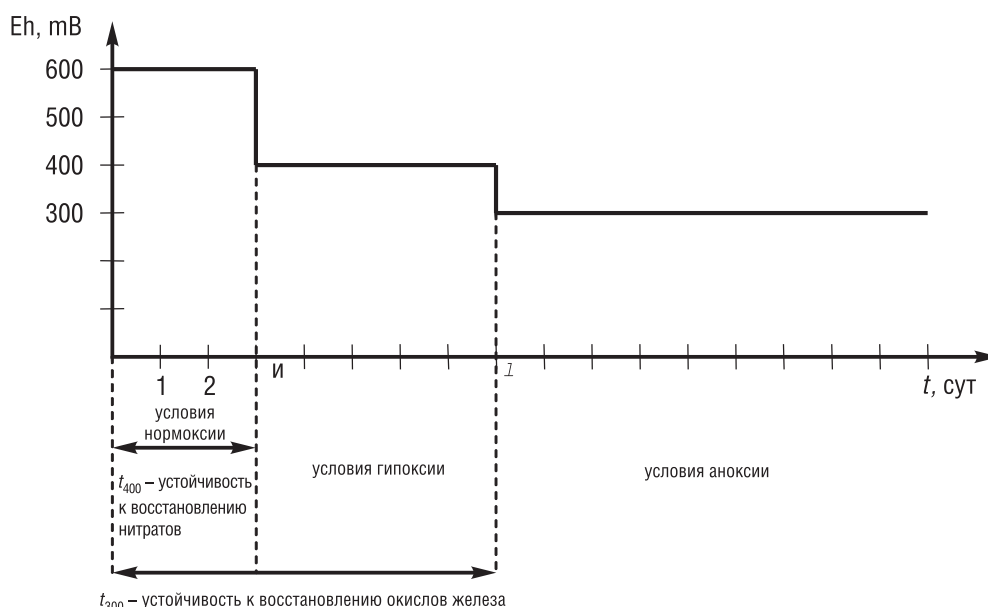 Eh, mB
600
500
400
300
1 2 и 1
t, сут
условия
нормоксии
условия гипоксии
условия аноксии
t400 – устойчивость
к восстановлению
нитратов
t300 – устойчивость к восстановлению окислов железа